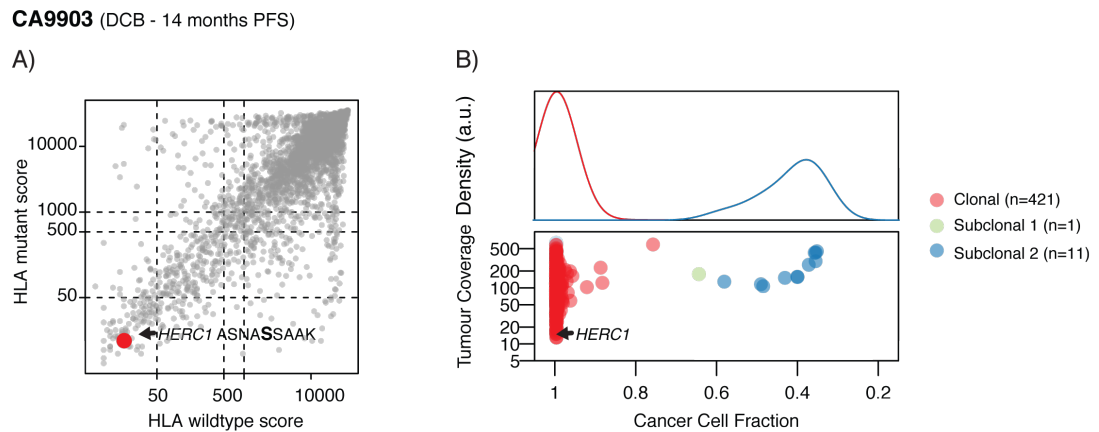 CA9903 (DCB - 14 months PFS)
A)
HLA mutant score
10000
1000
500
50
HERC1 ASNASSAAK
50
500
10000
HLA wildtype score
B)
Density (a.u.)
Tumour Coverage
500
200
100
50
20
10
5
HERC1
1
0.8
0.6
0.4
0.2
Cancer Cell Fraction
Clonal (n=421)
Subclonal 1 (n=1)
Subclonal 2 (n=11)